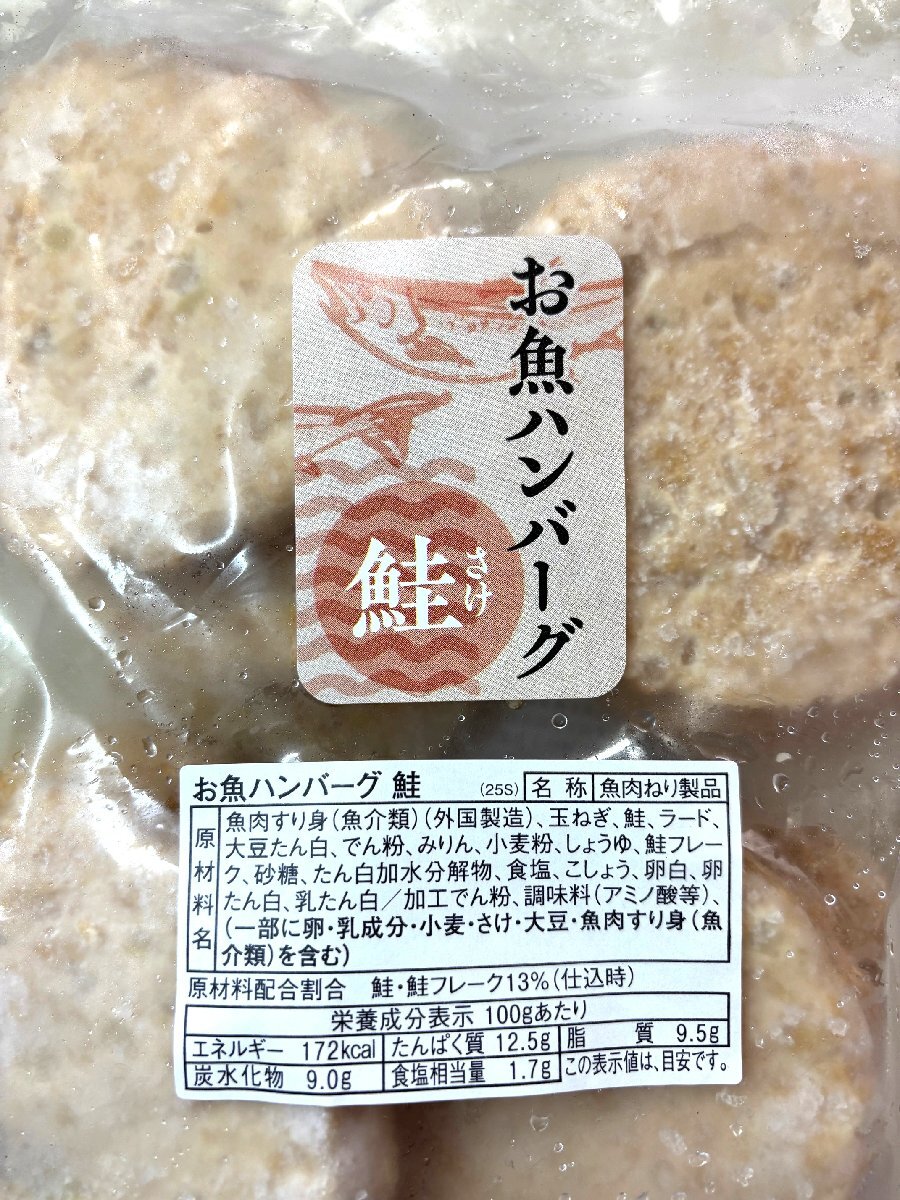 お魚ハンバーグ
鮭
さけ
お魚ハンバーグ 鮭 (25S) 名称 魚肉ねり製品
原材料名
魚肉すり身(魚介類)(外国製造)、玉ねぎ、鮭、ラード、
大豆たん白、でん粉、みりん、小麦粉、しょうゆ、鮭フレー
ク、砂糖、たん白加水分解物、食塩、こしょう、卵白、卵
たん白、乳たん白／加工でん粉、調味料(アミノ酸等)、
(一部に卵・乳成分・小麦・さけ・大豆・魚肉すり身(魚
介類)を含む)
原材料配合割合 鮭・鮭フレーク13%(仕込時)
栄養成分表示 100gあたり
エネルギー 172kcal たんぱく質 12.5g 脂質 9.5g
炭水化物 9.0g 食塩相当量 1.7g この表示値は、目安です。